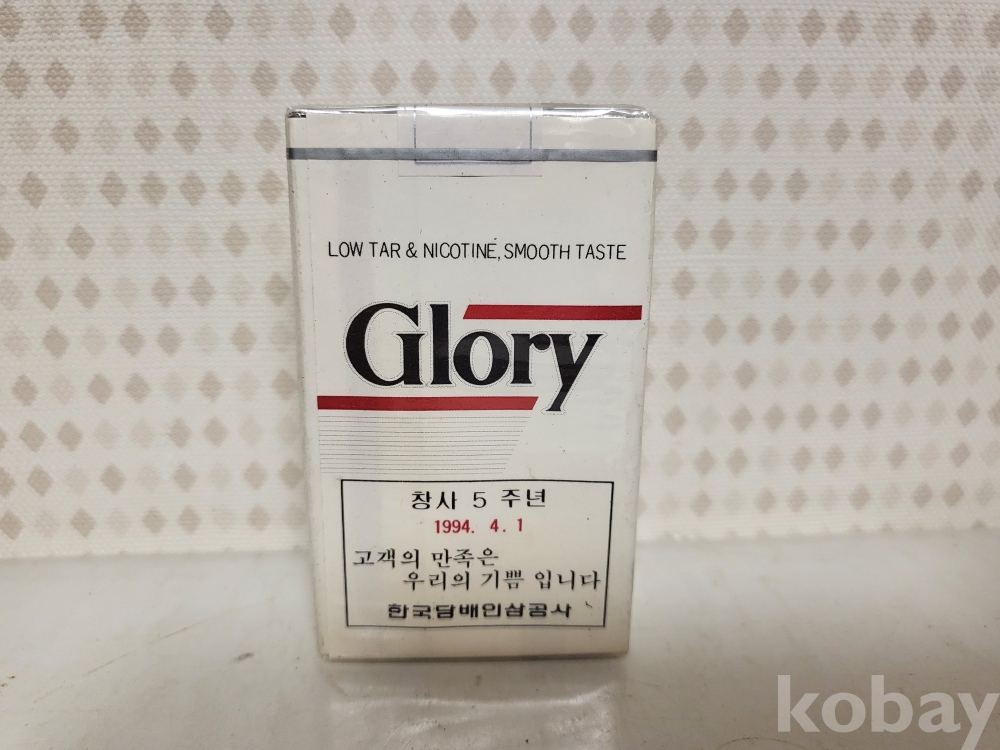 LOW TAR & NICOTINE, SMOOTH TASTE
Glory
창사 5 주년
1994. 4. 1
고객의 만족은
우리의 기쁨 입니다
한국담배인삼공사
kobay